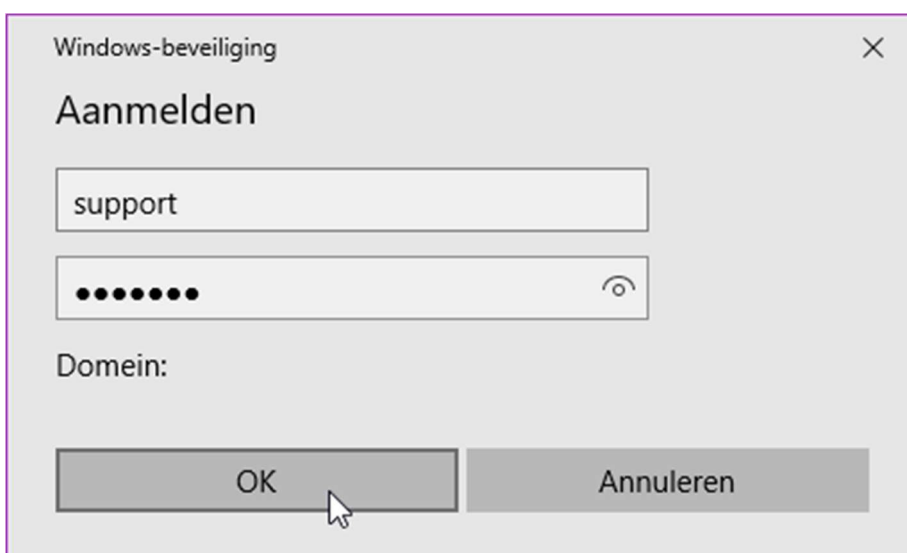 Windows-beveiliging
Aanmelden
support
●●●●●●●
Domein:
OK Annuleren